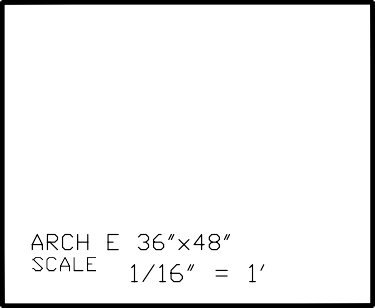 ARCH E 36"x48"
SCALE 1/16" = 1'